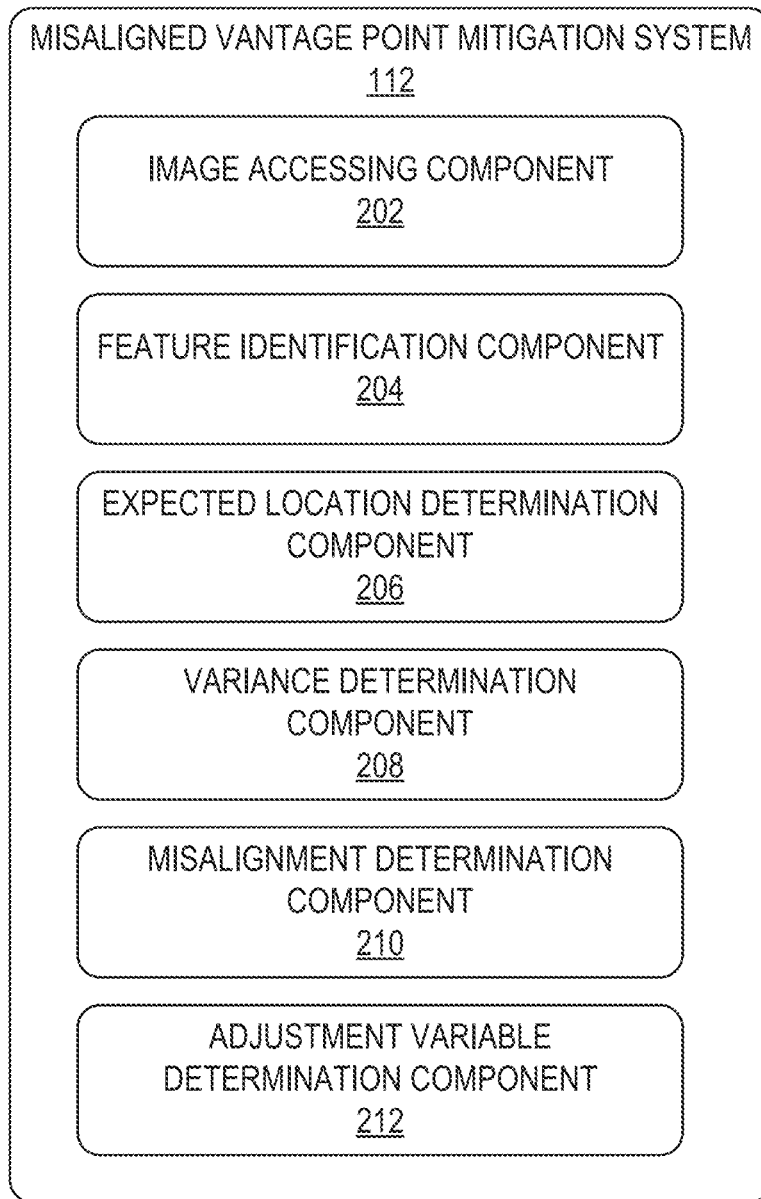 MISALIGNED VANTAGE POINT MITIGATION SYSTEM
112
IMAGE ACCESSING COMPONENT
202
FEATURE IDENTIFICATION COMPONENT
204
EXPECTED LOCATION DETERMINATION
COMPONENT
206
VARIANCE DETERMINATION
COMPONENT
208
MISALIGNMENT DETERMINATION
COMPONENT
210
ADJUSTMENT VARIABLE
DETERMINATION COMPONENT
212